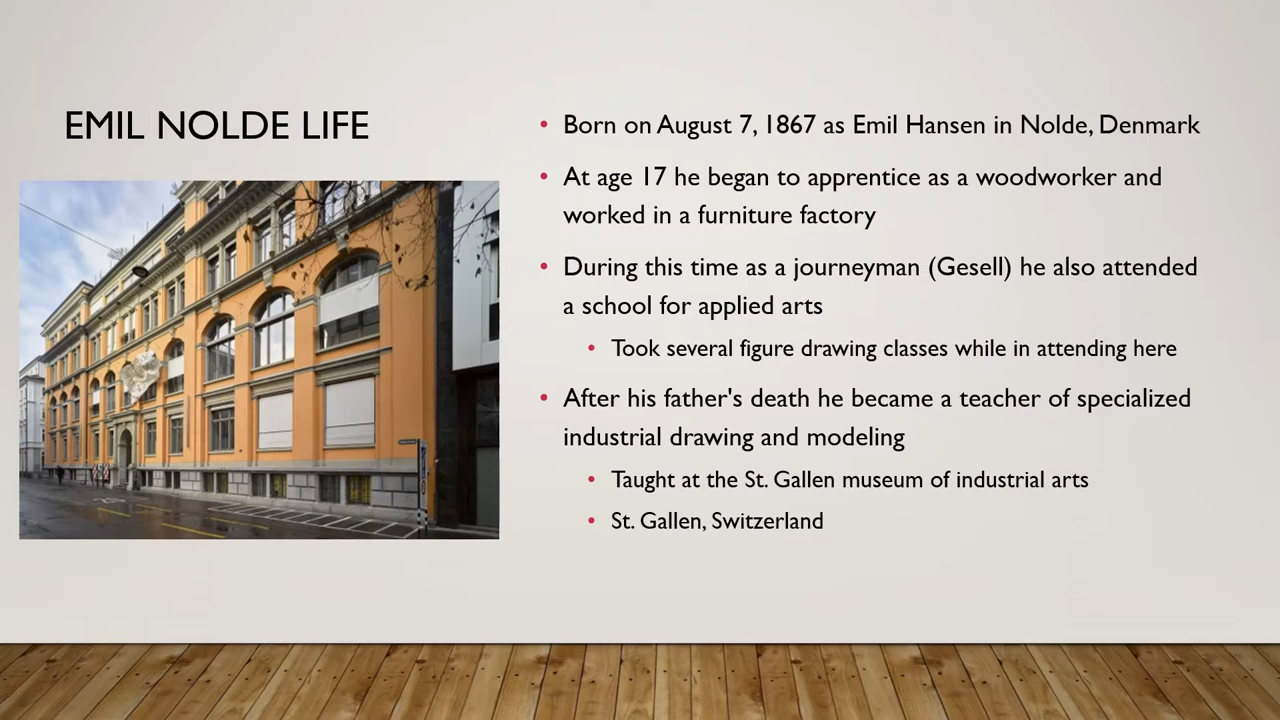 EMIL NOLDE LIFE
• Born on August 7, 1867 as Emil Hansen in Nolde, Denmark
• At age 17 he began to apprentice as a woodworker and
worked in a furniture factory
• During this time as a journeyman (Gesell) he also attended
a school for applied arts
• Took several figure drawing classes while in attending here
• After his father's death he became a teacher of specialized
industrial drawing and modeling
• Taught at the St. Gallen museum of industrial arts
• St. Gallen, Switzerland